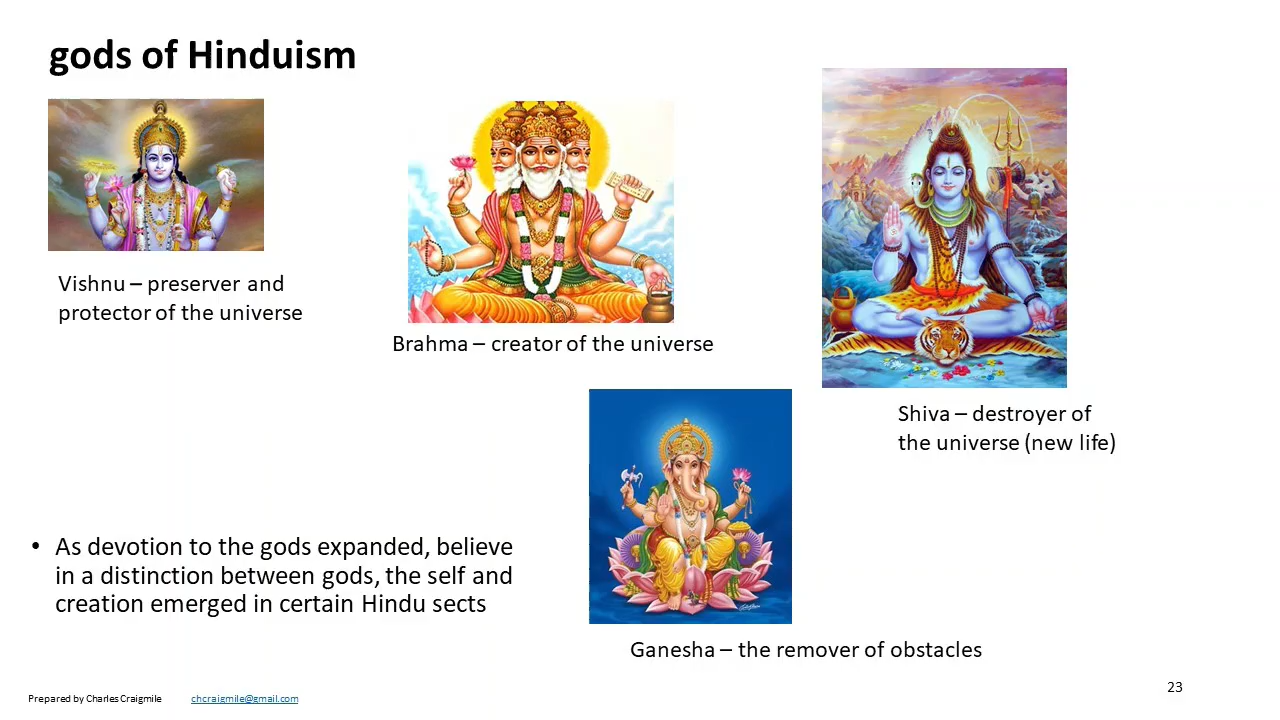 gods of Hinduism
Vishnu – preserver and
protector of the universe
Brahma – creator of the universe
Shiva – destroyer of
the universe (new life)
As devotion to the gods expanded, believe
in a distinction between gods, the self and
creation emerged in certain Hindu sects
Ganesha – the remover of obstacles
Prepared by Charles Craigmile chcraigmile@gmail.com
23